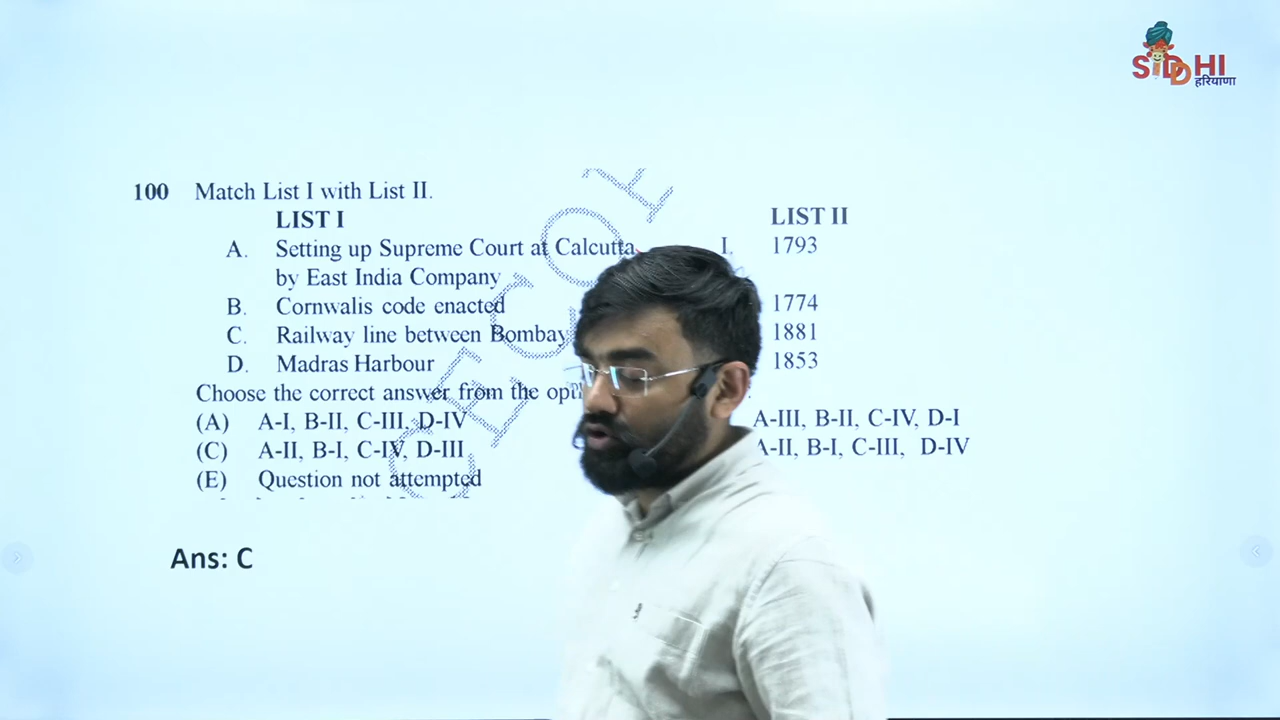 SIDDHI
हरियाणा
100 Match List I with List II.
LIST I LIST II
A. Setting up Supreme Court at Calcutta I. 1793
by East India Company
B. Cornwalis code enacted 1774
C. Railway line between Bombay 1881
D. Madras Harbour 1853
Choose the correct answer from the
(A) A-I, B-II, C-III, D-IV A-III, B-II, C-IV, D-I
(C) A-II, B-I, C-IV, D-III A-II, B-I, C-III, D-IV
(E) Question not attempted
Ans: C